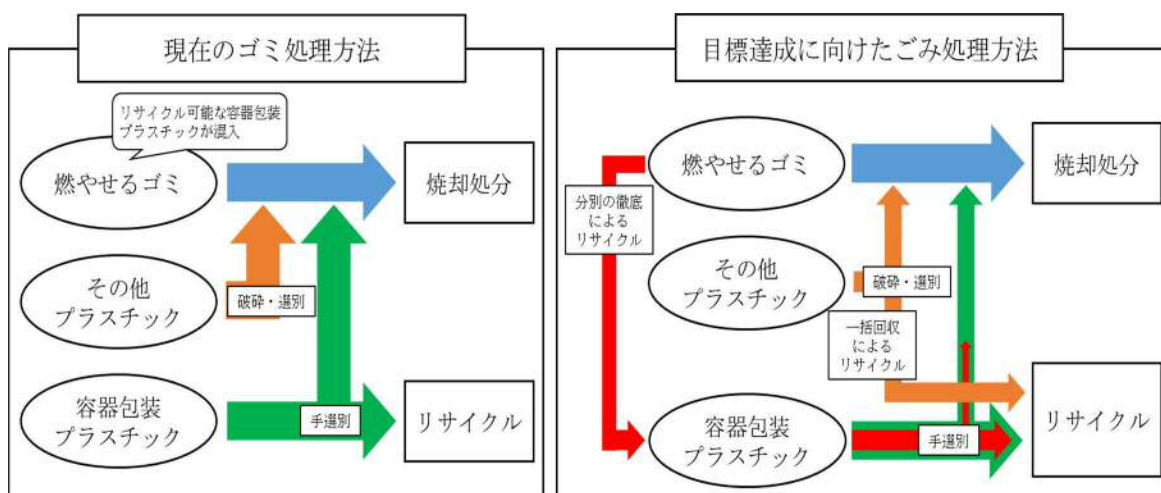 現在のゴミ処理方法
リサイクル可能な容器包装
プラスチックが混入
燃やせるゴミ
焼却処分
その他
プラスチック
破砕・選別
容器包装
プラスチック
手選別
リサイクル
目標達成に向けたごみ処理方法
燃やせるゴミ
焼却処分
分別の徹底
による
リサイクル
その他
プラスチック
破砕・選別
一括回収
による
リサイクル
容器包装
プラスチック
手選別
リサイクル